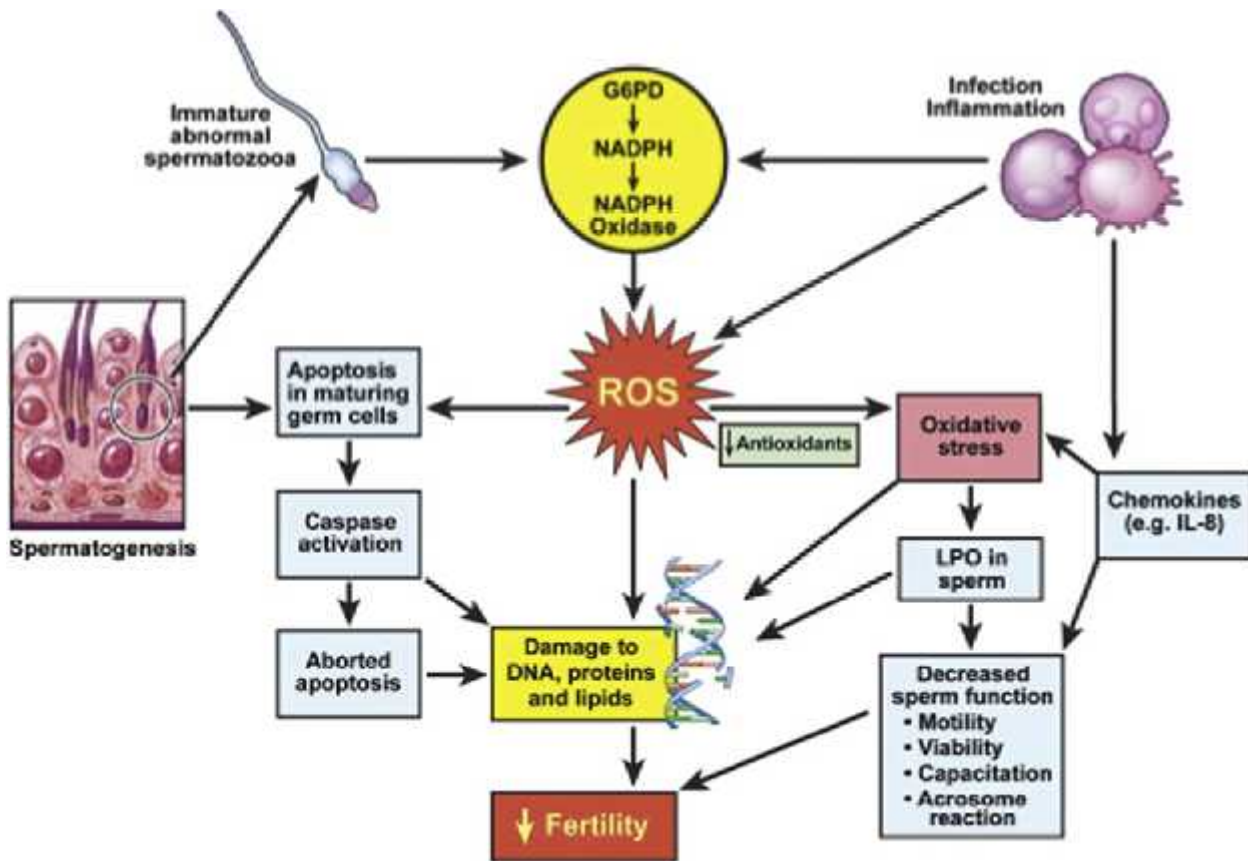 Immature
abnormal
spermatozooa
G6PD
NADPH
NADPH
Oxidase
Infection
Inflammation
Spermatogenesis
Apoptosis
in maturing
germ cells
ROS
↓ Antioxidants
Oxidative
stress
Chemokines
(e.g. IL-8)
Caspase
activation
LPO in
sperm
Aborted
apoptosis
Damage to
DNA, proteins
and lipids
Decreased
sperm function
• Motility
• Viability
• Capacitation
• Acrosome
reaction
↓ Fertility